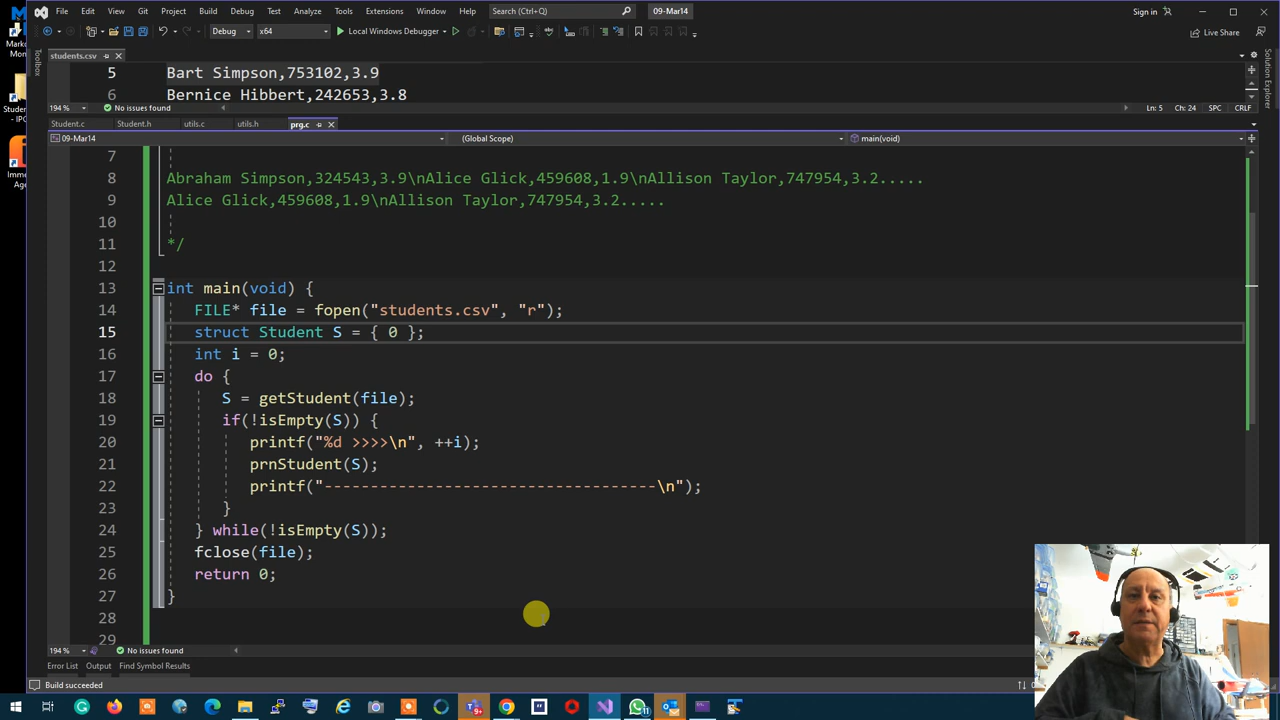 File Edit View Git Project Build Debug Test Analyze Tools Extensions Window Help Search (Ctrl+Q) 09-Mar14 Sign in
Debug x64 Local Windows Debugger Live Share
students.csv
5 Bart Simpson,753102,3.9
6 Bernice Hibbert,242653,3.8
194 % No issues found Ln: 5 Ch: 24 SPC CRLF
Student.c Student.h utils.c utils.h prg.c
09-Mar14 (Global Scope) main(void)
7
8 Abraham Simpson,324543,3.9\nAlice Glick,459608,1.9\nAllison Taylor,747954,3.2.....
9 Alice Glick,459608,1.9\nAllison Taylor,747954,3.2.....
10
11 */
12
13 int main(void) {
14 FILE* file = fopen("students.csv", "r");
15 struct Student S = { 0 };
16 int i = 0;
17 do {
18 S = getStudent(file);
19 if(!isEmpty(S)) {
20 printf("%d >>>>\n", ++i);
21 prnStudent(S);
22 printf("------------------------------------\n");
23 }
24 } while(!isEmpty(S));
25 fclose(file);
26 return 0;
27 }
28
29
194 % No issues found
Error List Output Find Symbol Results
Build succeeded
Toolbox
Solution Explorer